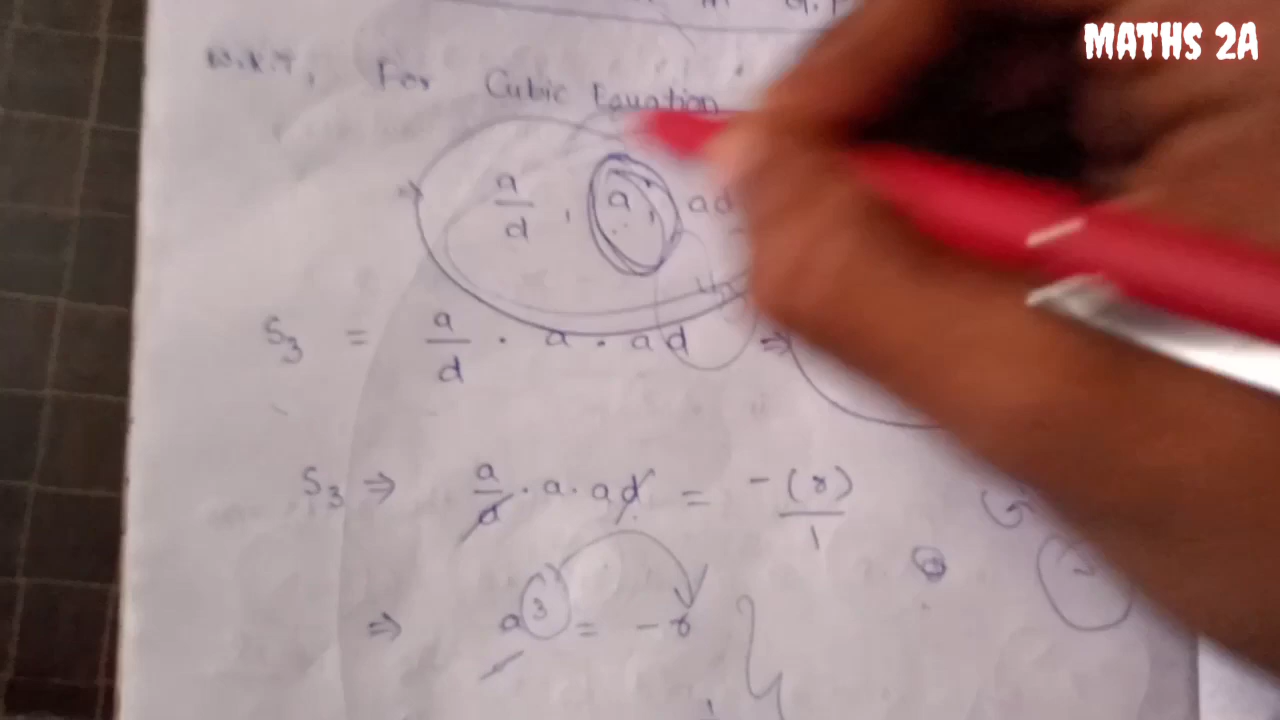 MATHS 2A
W.K.T, For Cubic Equation
a/d, a, ad
S₃ = a/d · a · ad ⇒
S₃ ⇒ a/d · a · ad = -(r)/1
⇒ a³ = -r